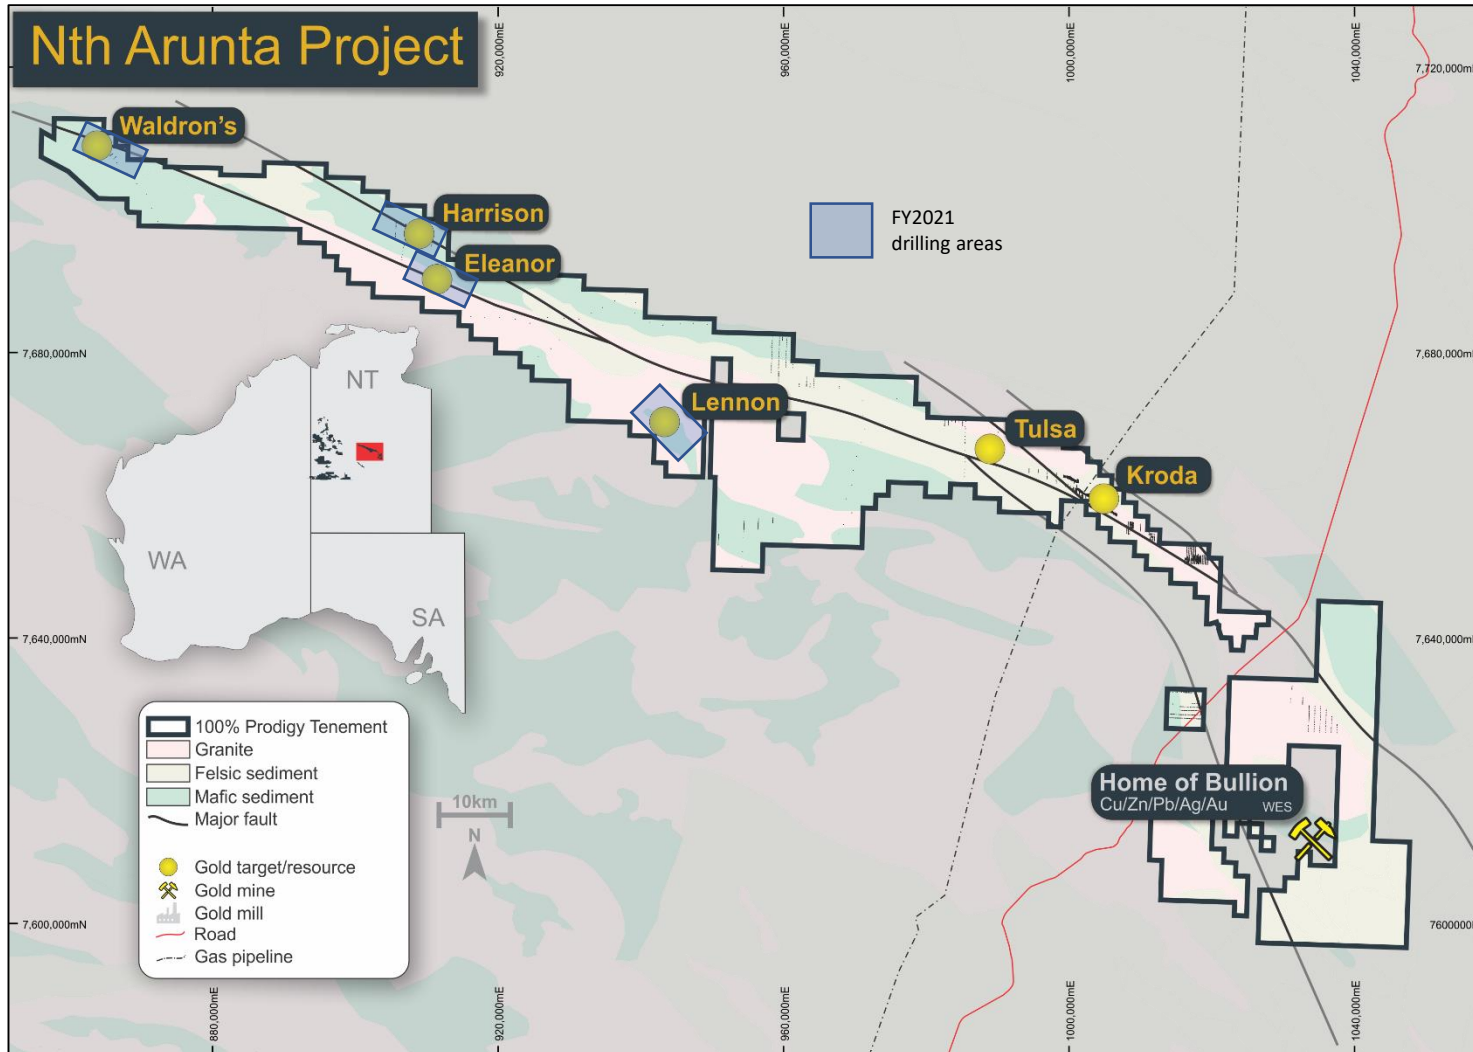 Nth Arunta Project
920,000mE
960,000mE
1000,000mE
1040,000mE
7,720,000mN
Waldron's
Harrison
Eleanor
FY2021
drilling areas
7,680,000mN
7,680,000mN
NT
Lennon
Tulsa
Kroda
WA
SA
7,640,000mN
7,640,000mN
100% Prodigy Tenement
Granite
Felsic sediment
Mafic sediment
Major fault
Gold target/resource
Gold mine
Gold mill
Road
Gas pipeline
10km
N
Home of Bullion
Cu/Zn/Pb/Ag/Au WES
7,600,000mN
7600000mN
880,000mE
920,000mE
960,000mE
1000,000mE
1040,000mE